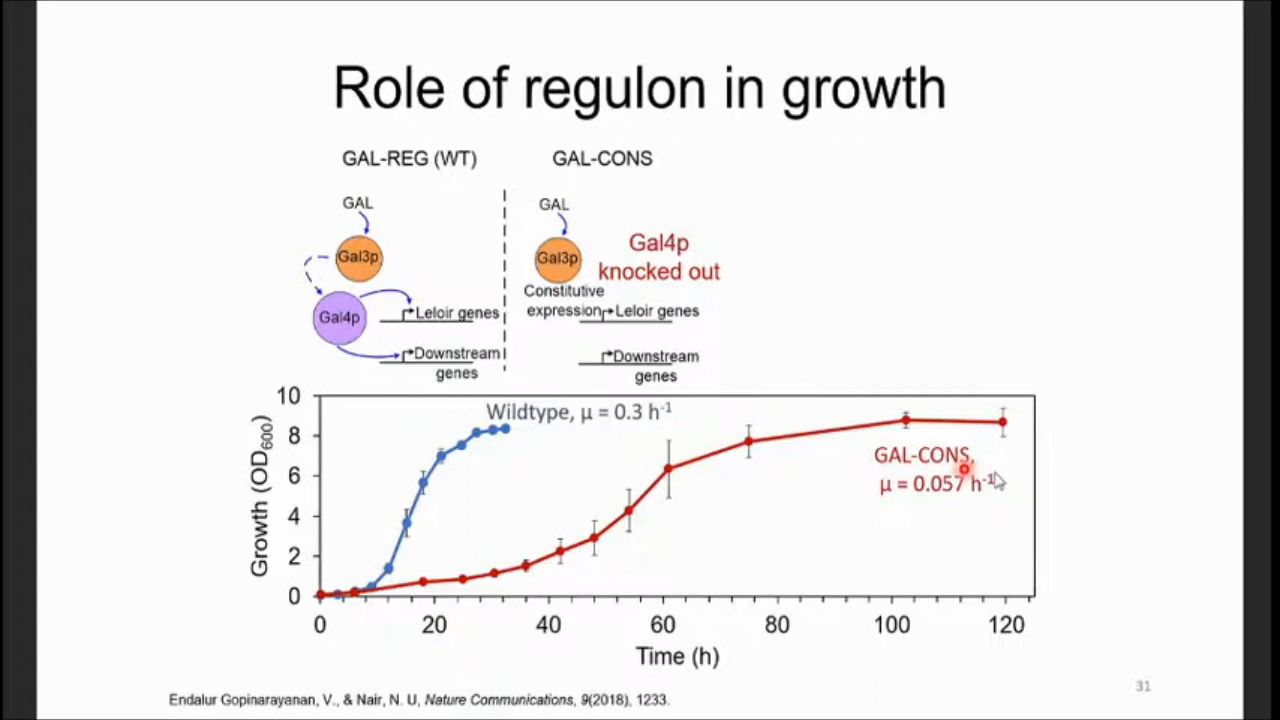 Role of regulon in growth
GAL-REG (WT)
GAL-CONS
GAL
Gal3p
Gal4p
Leloir genes
Downstream
genes
GAL
Gal3p
Gal4p
knocked out
Constitutive
expression
Leloir genes
Downstream
genes
Growth (OD600)
10
8
6
4
2
0
Wildtype, μ = 0.3 h-1
GAL-CONS,
μ = 0.057 h-1
0 20 40 60 80 100 120
Time (h)
Endalur Gopinarayanan, V., & Nair, N. U, Nature Communications, 9(2018), 1233.
31